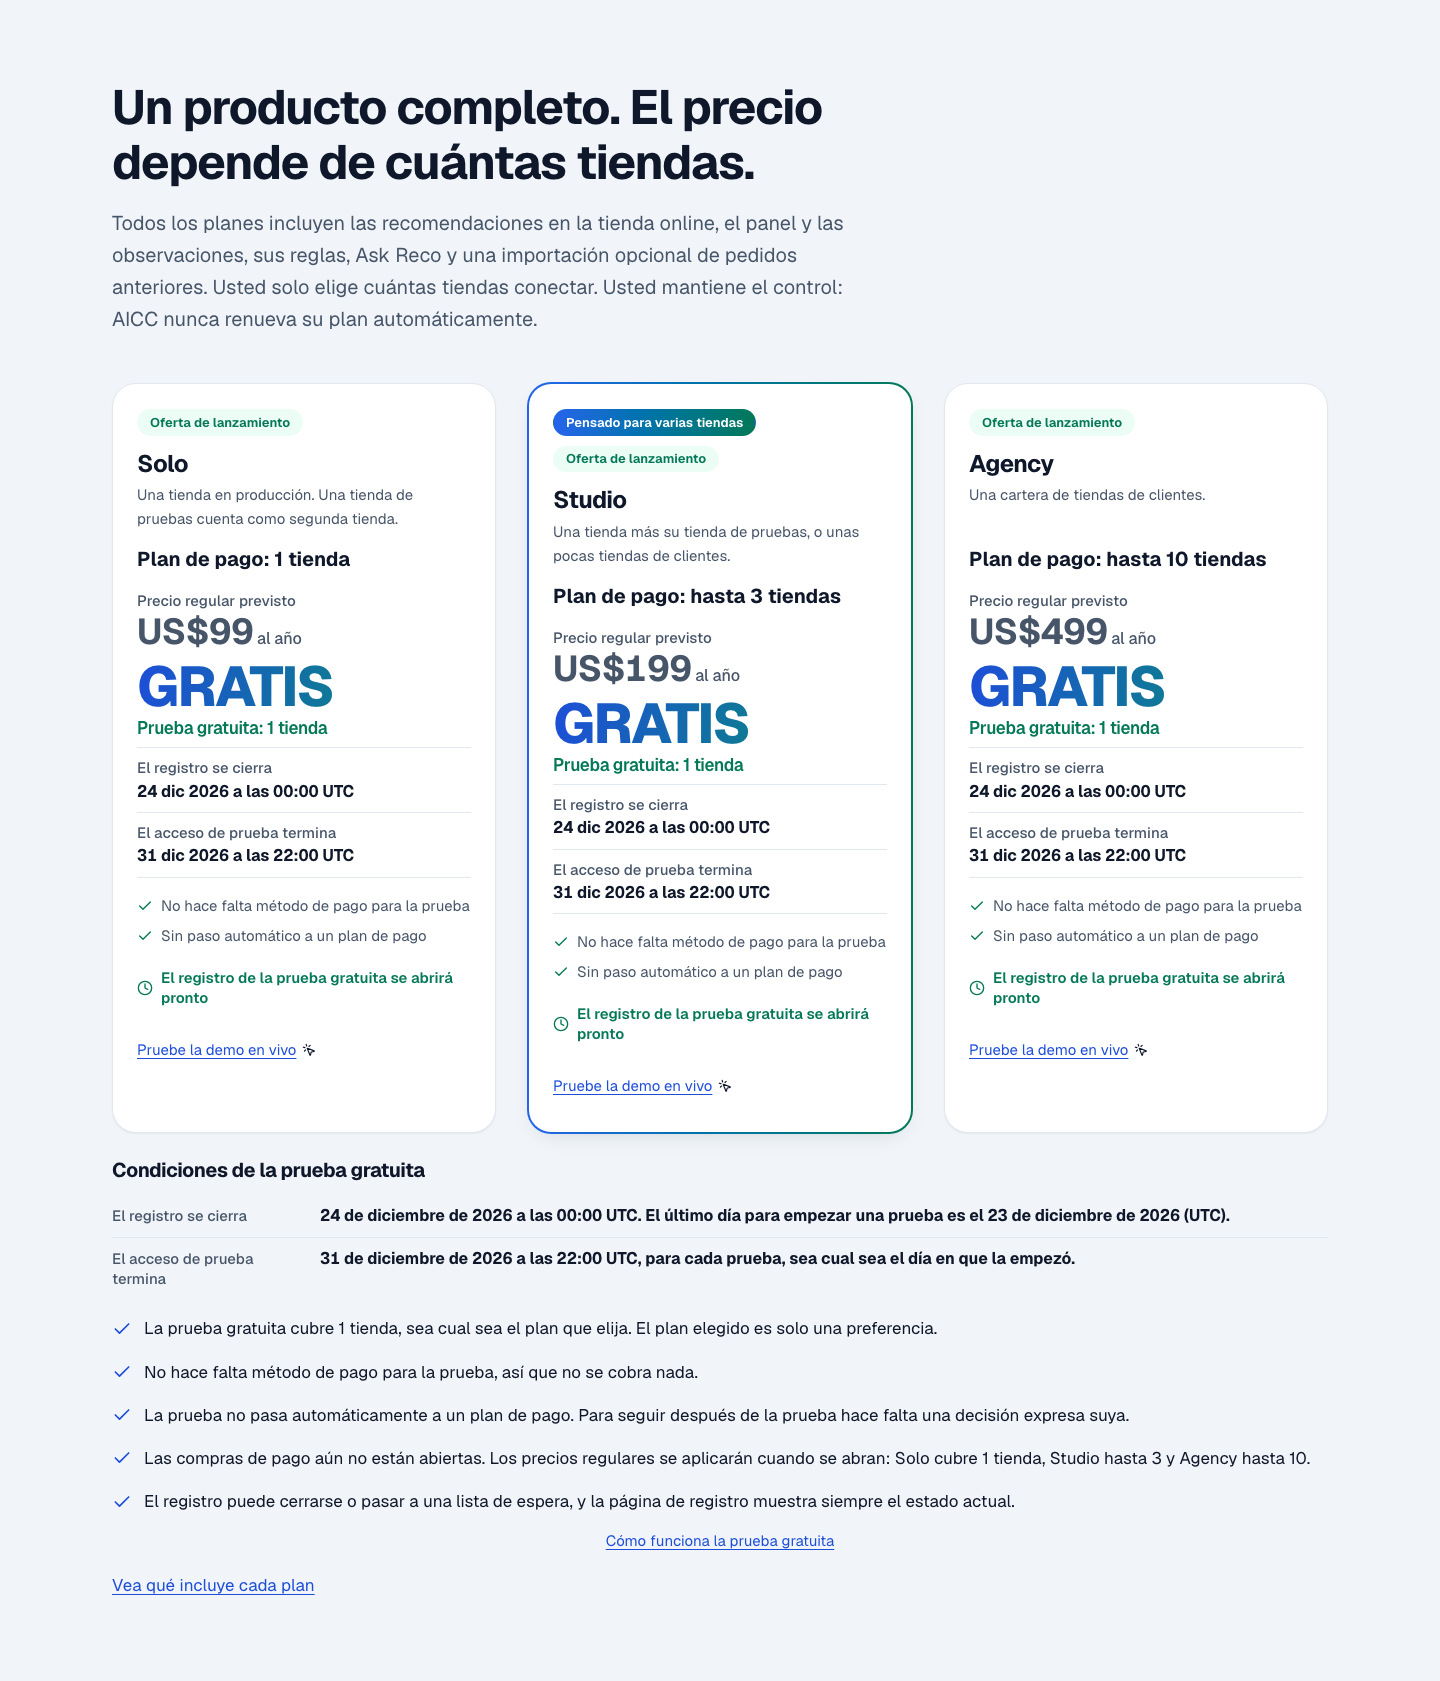 Un producto completo. El precio
depende de cuántas tiendas.
Todos los planes incluyen las recomendaciones en la tienda online, el panel y las
observaciones, sus reglas, Ask Reco y una importación opcional de pedidos
anteriores. Usted solo elige cuántas tiendas conectar. Usted mantiene el control:
AICC nunca renueva su plan automáticamente.
Oferta de lanzamiento
Solo
Una tienda en producción. Una tienda de
pruebas cuenta como segunda tienda.
Plan de pago: 1 tienda
Precio regular previsto
US$99 al año
GRATIS
Prueba gratuita: 1 tienda
El registro se cierra
24 dic 2026 a las 00:00 UTC
El acceso de prueba termina
31 dic 2026 a las 22:00 UTC
No hace falta método de pago para la prueba
Sin paso automático a un plan de pago
El registro de la prueba gratuita se abrirá
pronto
Pruebe la demo en vivo
Pensado para varias tiendas
Oferta de lanzamiento
Studio
Una tienda más su tienda de pruebas, o unas
pocas tiendas de clientes.
Plan de pago: hasta 3 tiendas
Precio regular previsto
US$199 al año
GRATIS
Prueba gratuita: 1 tienda
El registro se cierra
24 dic 2026 a las 00:00 UTC
El acceso de prueba termina
31 dic 2026 a las 22:00 UTC
No hace falta método de pago para la prueba
Sin paso automático a un plan de pago
El registro de la prueba gratuita se abrirá
pronto
Pruebe la demo en vivo
Oferta de lanzamiento
Agency
Una cartera de tiendas de clientes.
Plan de pago: hasta 10 tiendas
Precio regular previsto
US$499 al año
GRATIS
Prueba gratuita: 1 tienda
El registro se cierra
24 dic 2026 a las 00:00 UTC
El acceso de prueba termina
31 dic 2026 a las 22:00 UTC
No hace falta método de pago para la prueba
Sin paso automático a un plan de pago
El registro de la prueba gratuita se abrirá
pronto
Pruebe la demo en vivo
Condiciones de la prueba gratuita
El registro se cierra
24 de diciembre de 2026 a las 00:00 UTC. El último día para empezar una prueba es el 23 de diciembre de 2026 (UTC).
El acceso de prueba
termina
31 de diciembre de 2026 a las 22:00 UTC, para cada prueba, sea cual sea el día en que la empezó.
La prueba gratuita cubre 1 tienda, sea cual sea el plan que elija. El plan elegido es solo una preferencia.
No hace falta método de pago para la prueba, así que no se cobra nada.
La prueba no pasa automáticamente a un plan de pago. Para seguir después de la prueba hace falta una decisión expresa suya.
Las compras de pago aún no están abiertas. Los precios regulares se aplicarán cuando se abran: Solo cubre 1 tienda, Studio hasta 3 y Agency hasta 10.
El registro puede cerrarse o pasar a una lista de espera, y la página de registro muestra siempre el estado actual.
Cómo funciona la prueba gratuita
Vea qué incluye cada plan